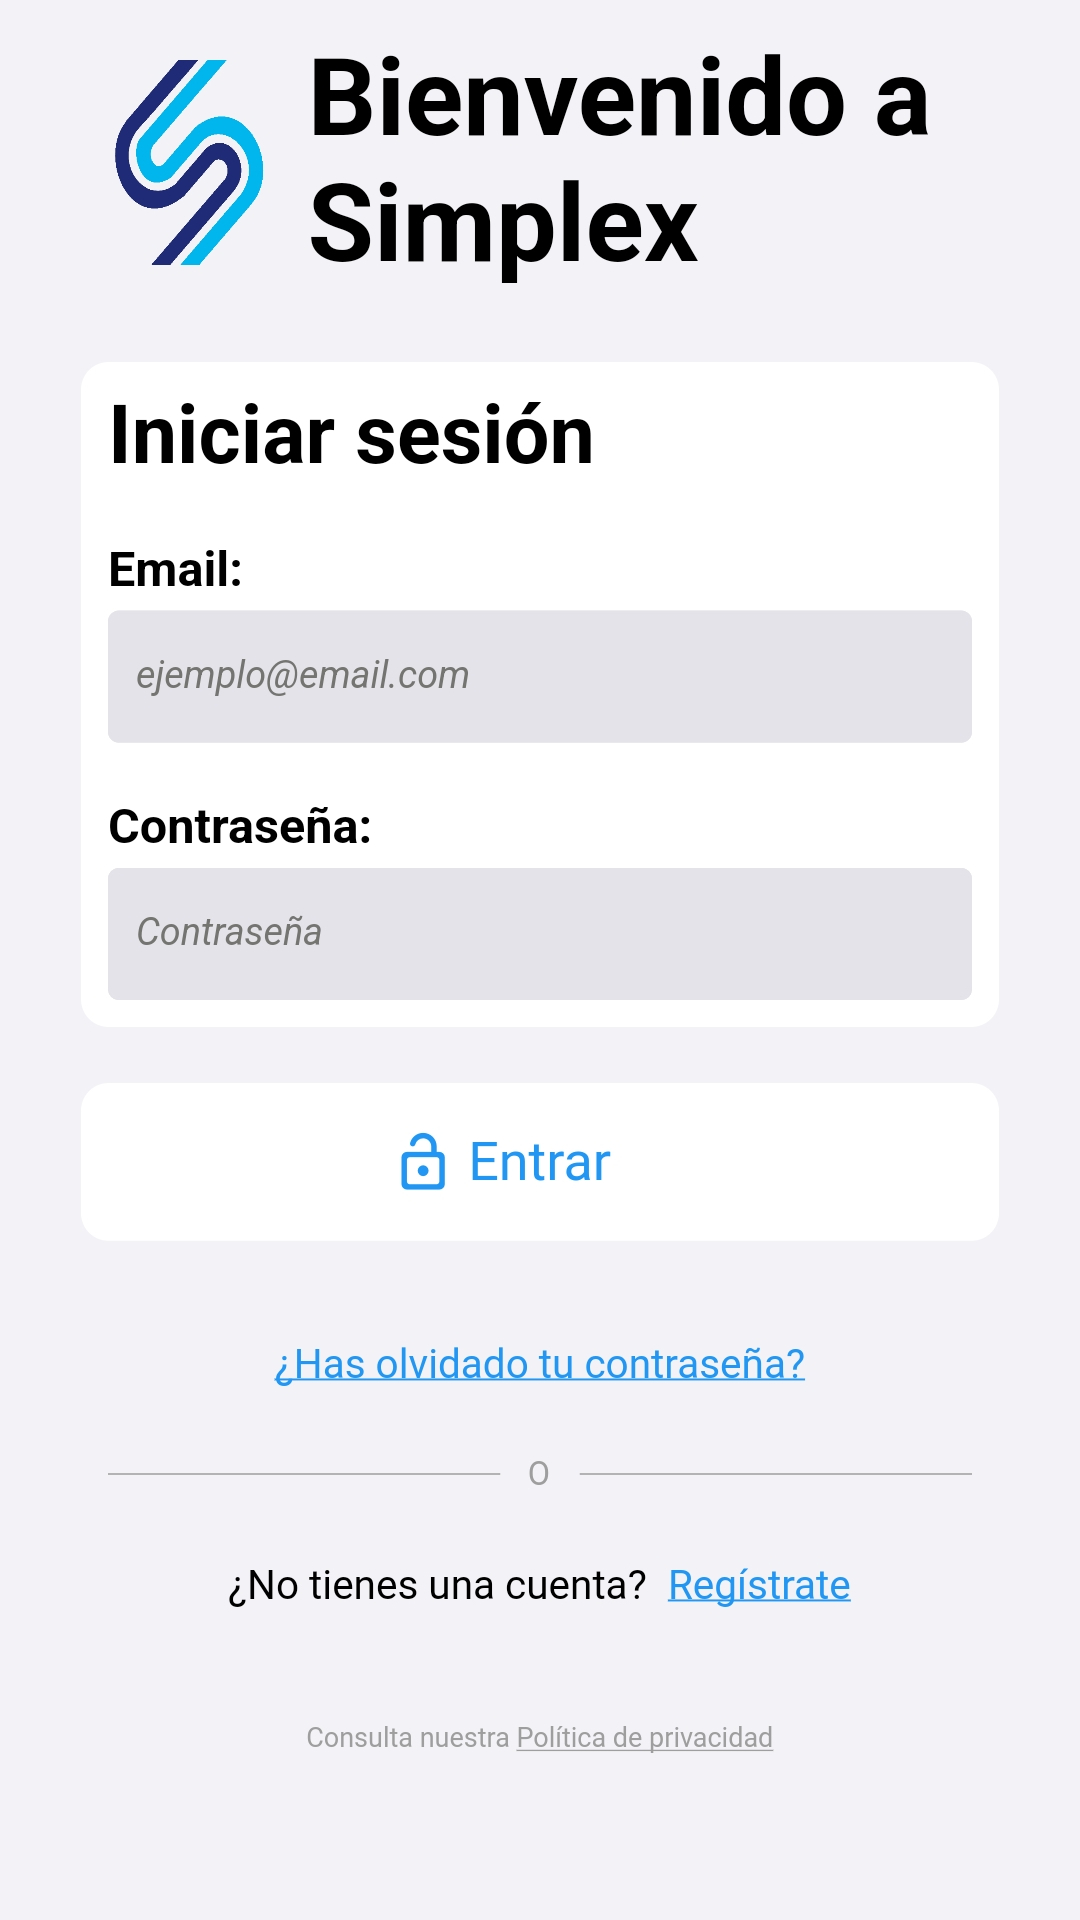 Bienvenido a
Simplex
Iniciar sesión
Email:
ejemplo@email.com
Contraseña:
Contraseña
Entrar
¿Has olvidado tu contraseña?
O
¿No tienes una cuenta? Regístrate
Consulta nuestra Política de privacidad